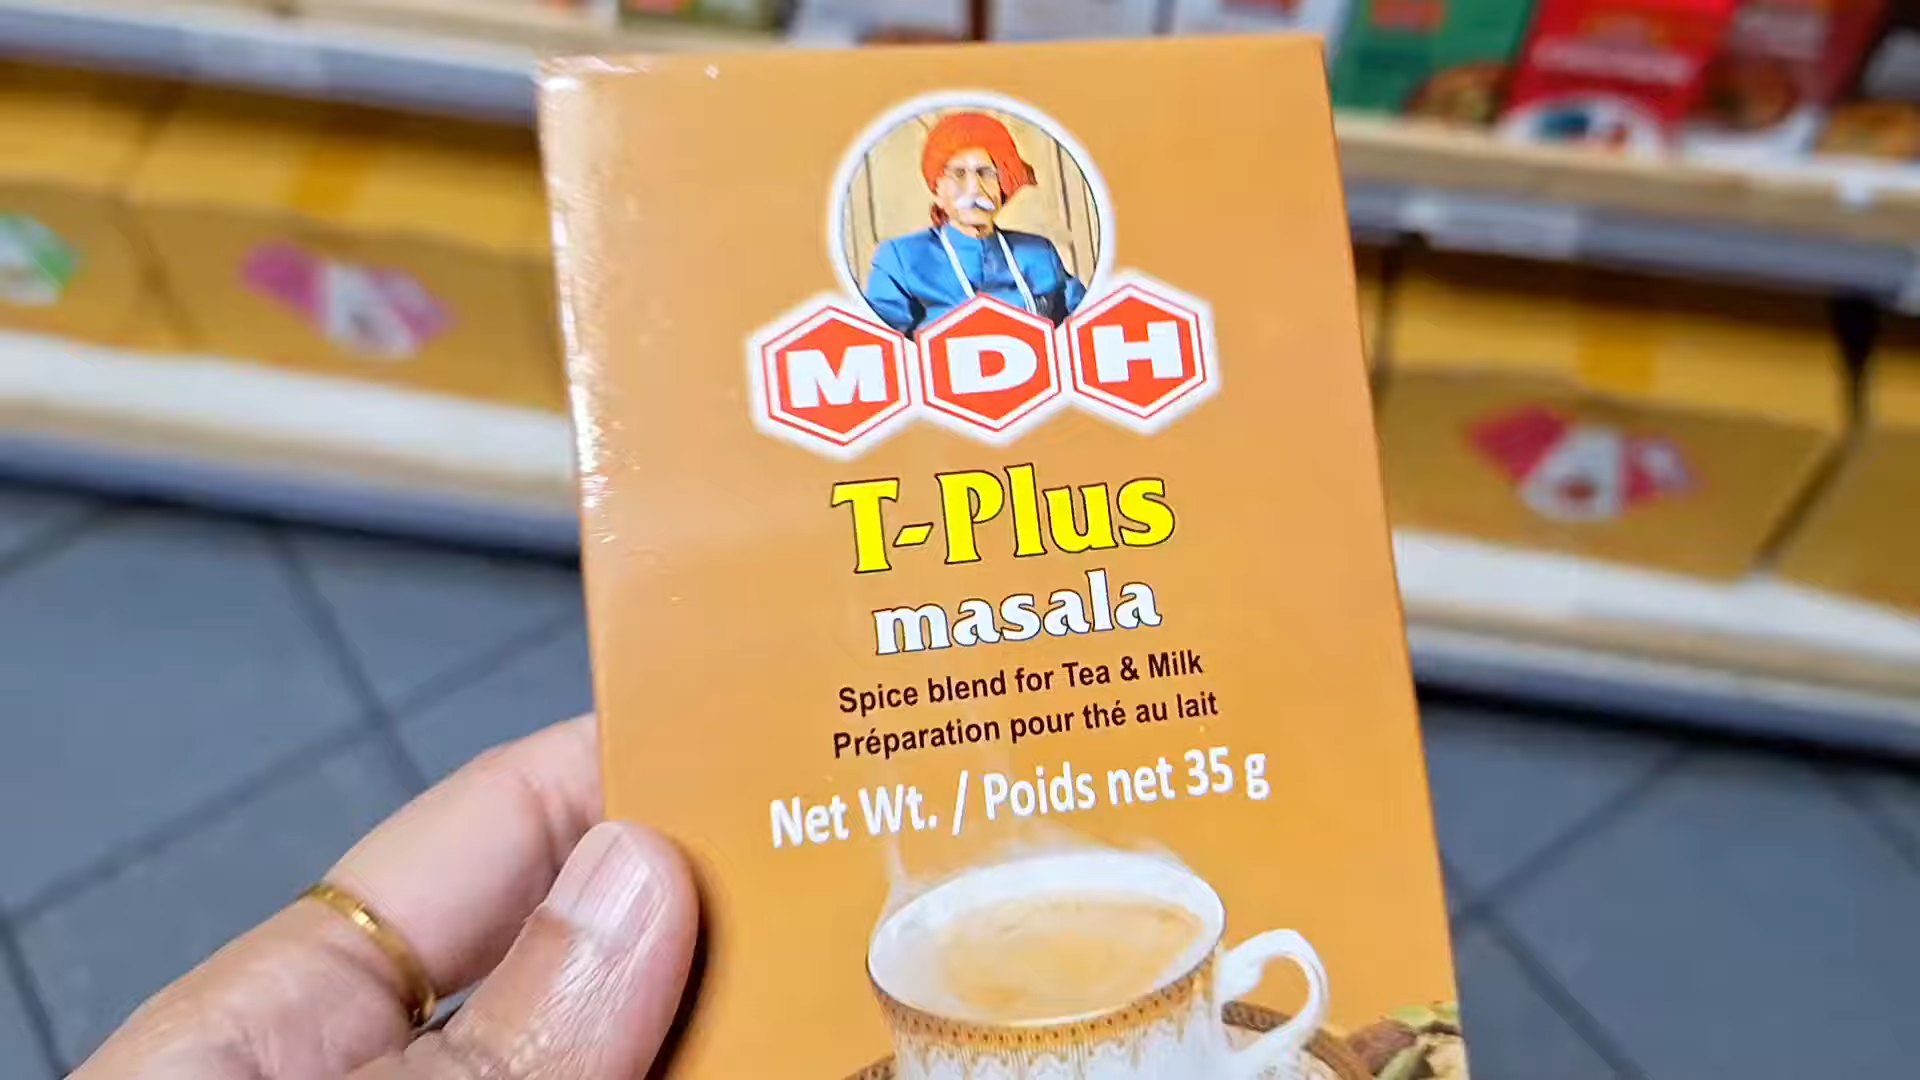 MDH
T-Plus
masala
Spice blend for Tea & Milk
Préparation pour thé au lait
Net Wt. / Poids net 35 g